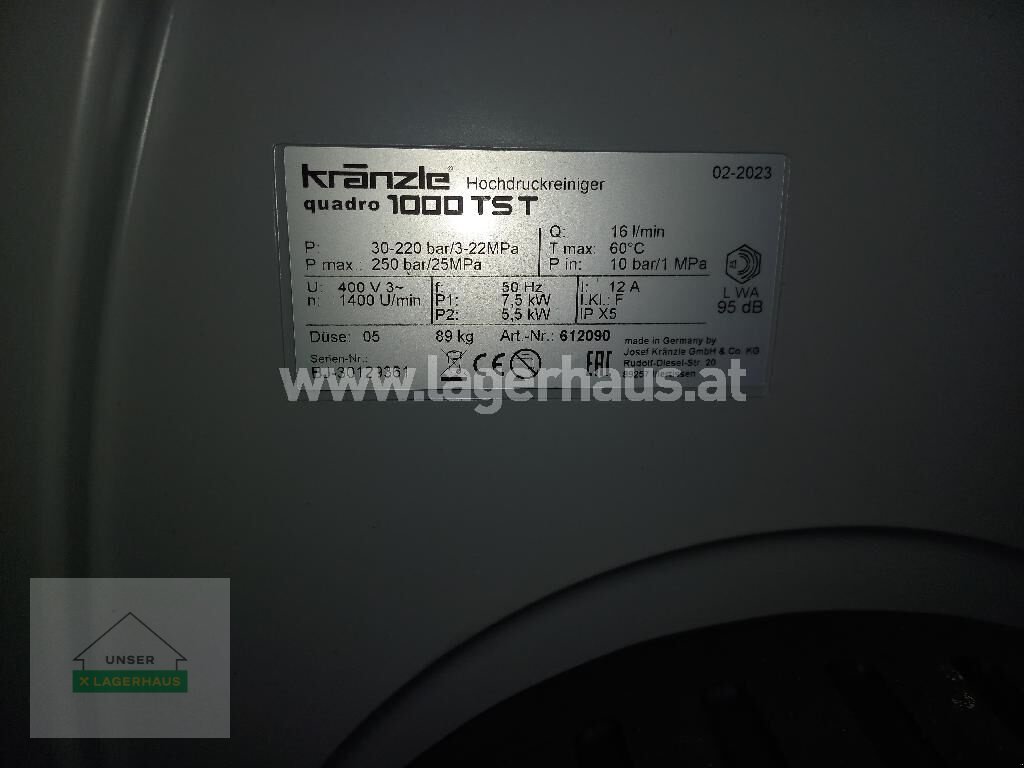 kränzle® Hochdruckreiniger 02-2023
quadro 1000 TS T
P: 30-220 bar/3-22MPa
P max.: 250 bar/25MPa
Q: 16 l/min
T max: 60°C
P in: 10 bar/1 MPa
U: 400 V 3~ f: 50 Hz I: 12 A
n: 1400 U/min P1: 7,5 kW I.Kl.: F
P2: 5,5 kW IP X5
L WA
95 dB
Düse: 05 89 kg Art.-Nr.: 612090
Serien-Nr.:
CE EAC
made in Germany by
Josef Kränzle GmbH & Co. KG
Rudolf-Diesel-Str. 20
89257 Illertissen
www.lagerhaus.at
UNSER
X LAGERHAUS